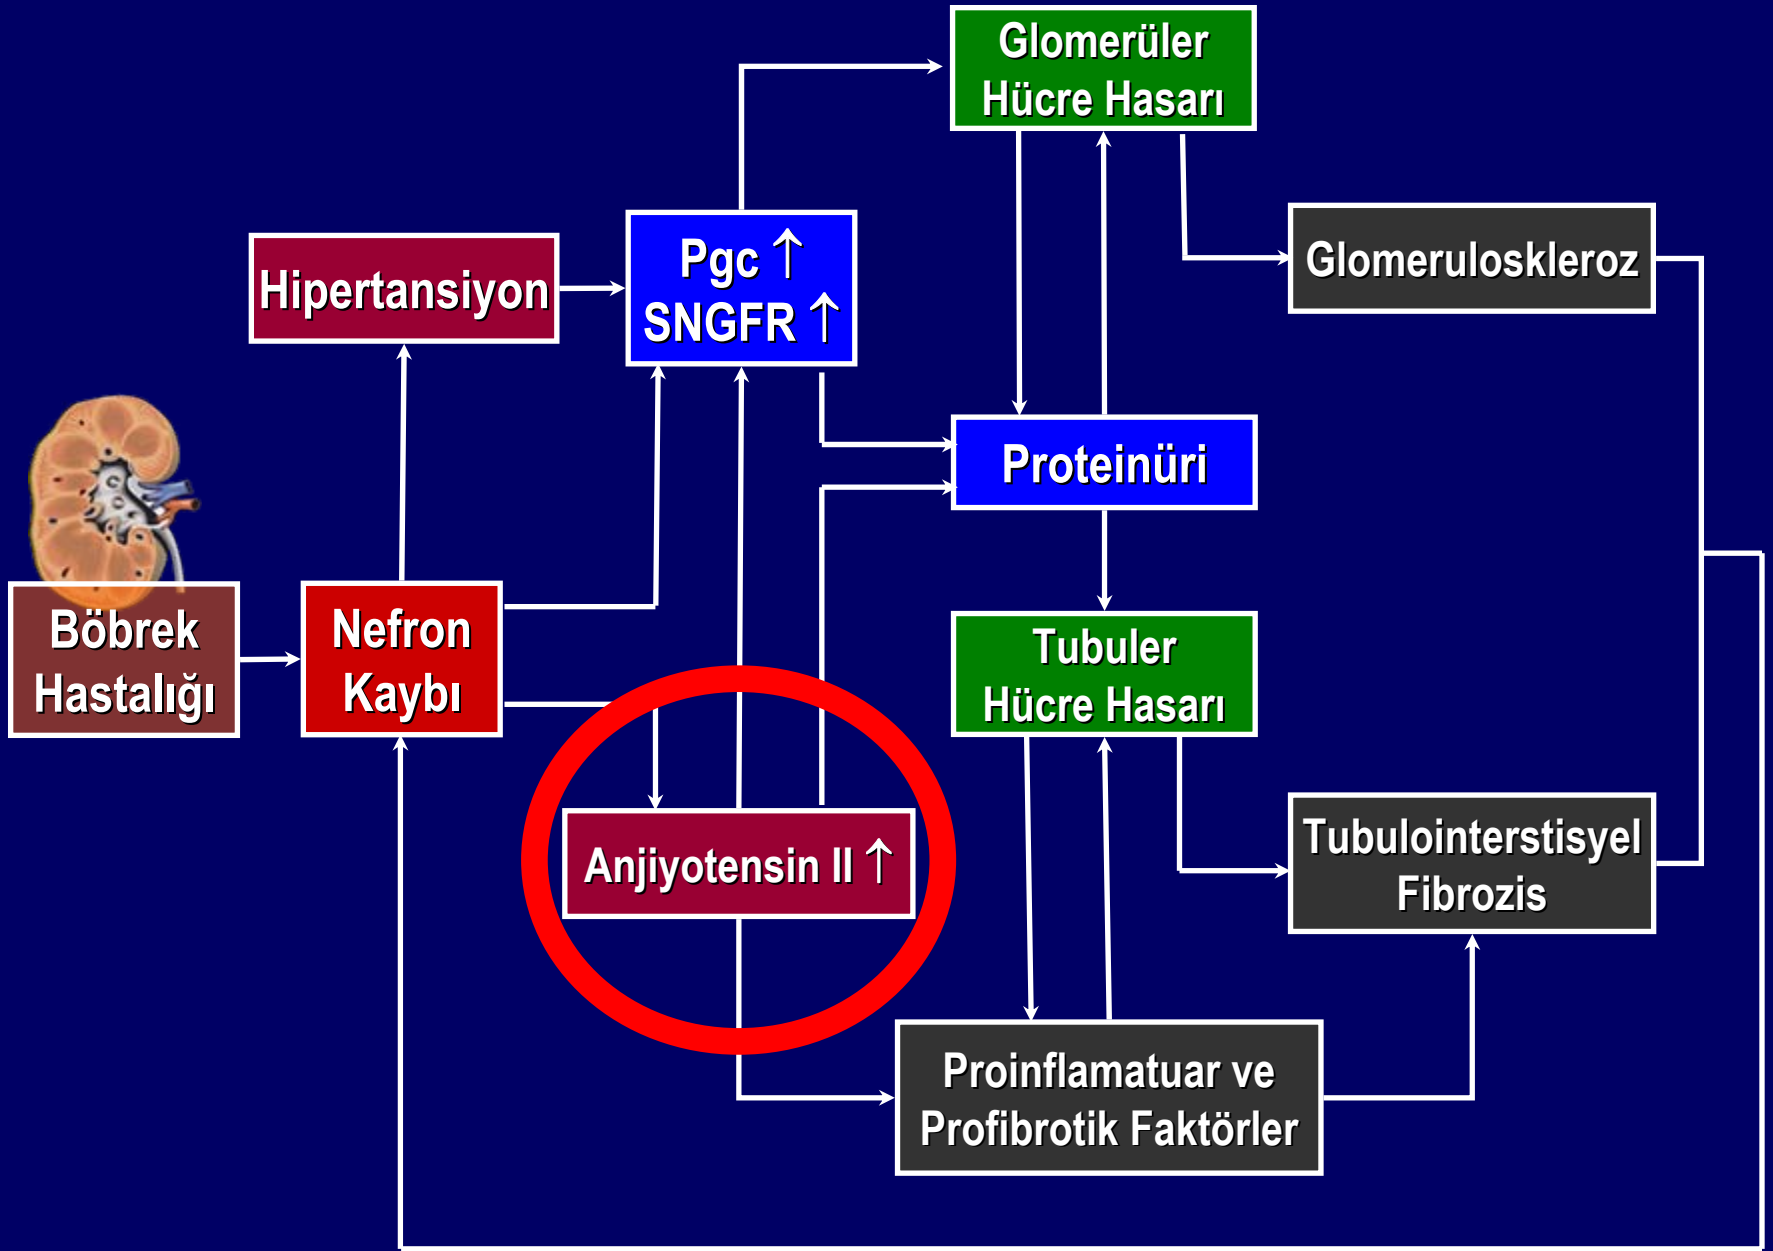 Glomerüler
Hücre Hasarı
Pgc ↑
SNGFR ↑
Hipertansiyon
Glomeruloskleroz
Proteinüri
Böbrek
Hastalığı
Nefron
Kaybı
Tubuler
Hücre Hasarı
Anjiyotensin II ↑
Tubulointerstisyel
Fibrozis
Proinflamatuar ve
Profibrotik Faktörler